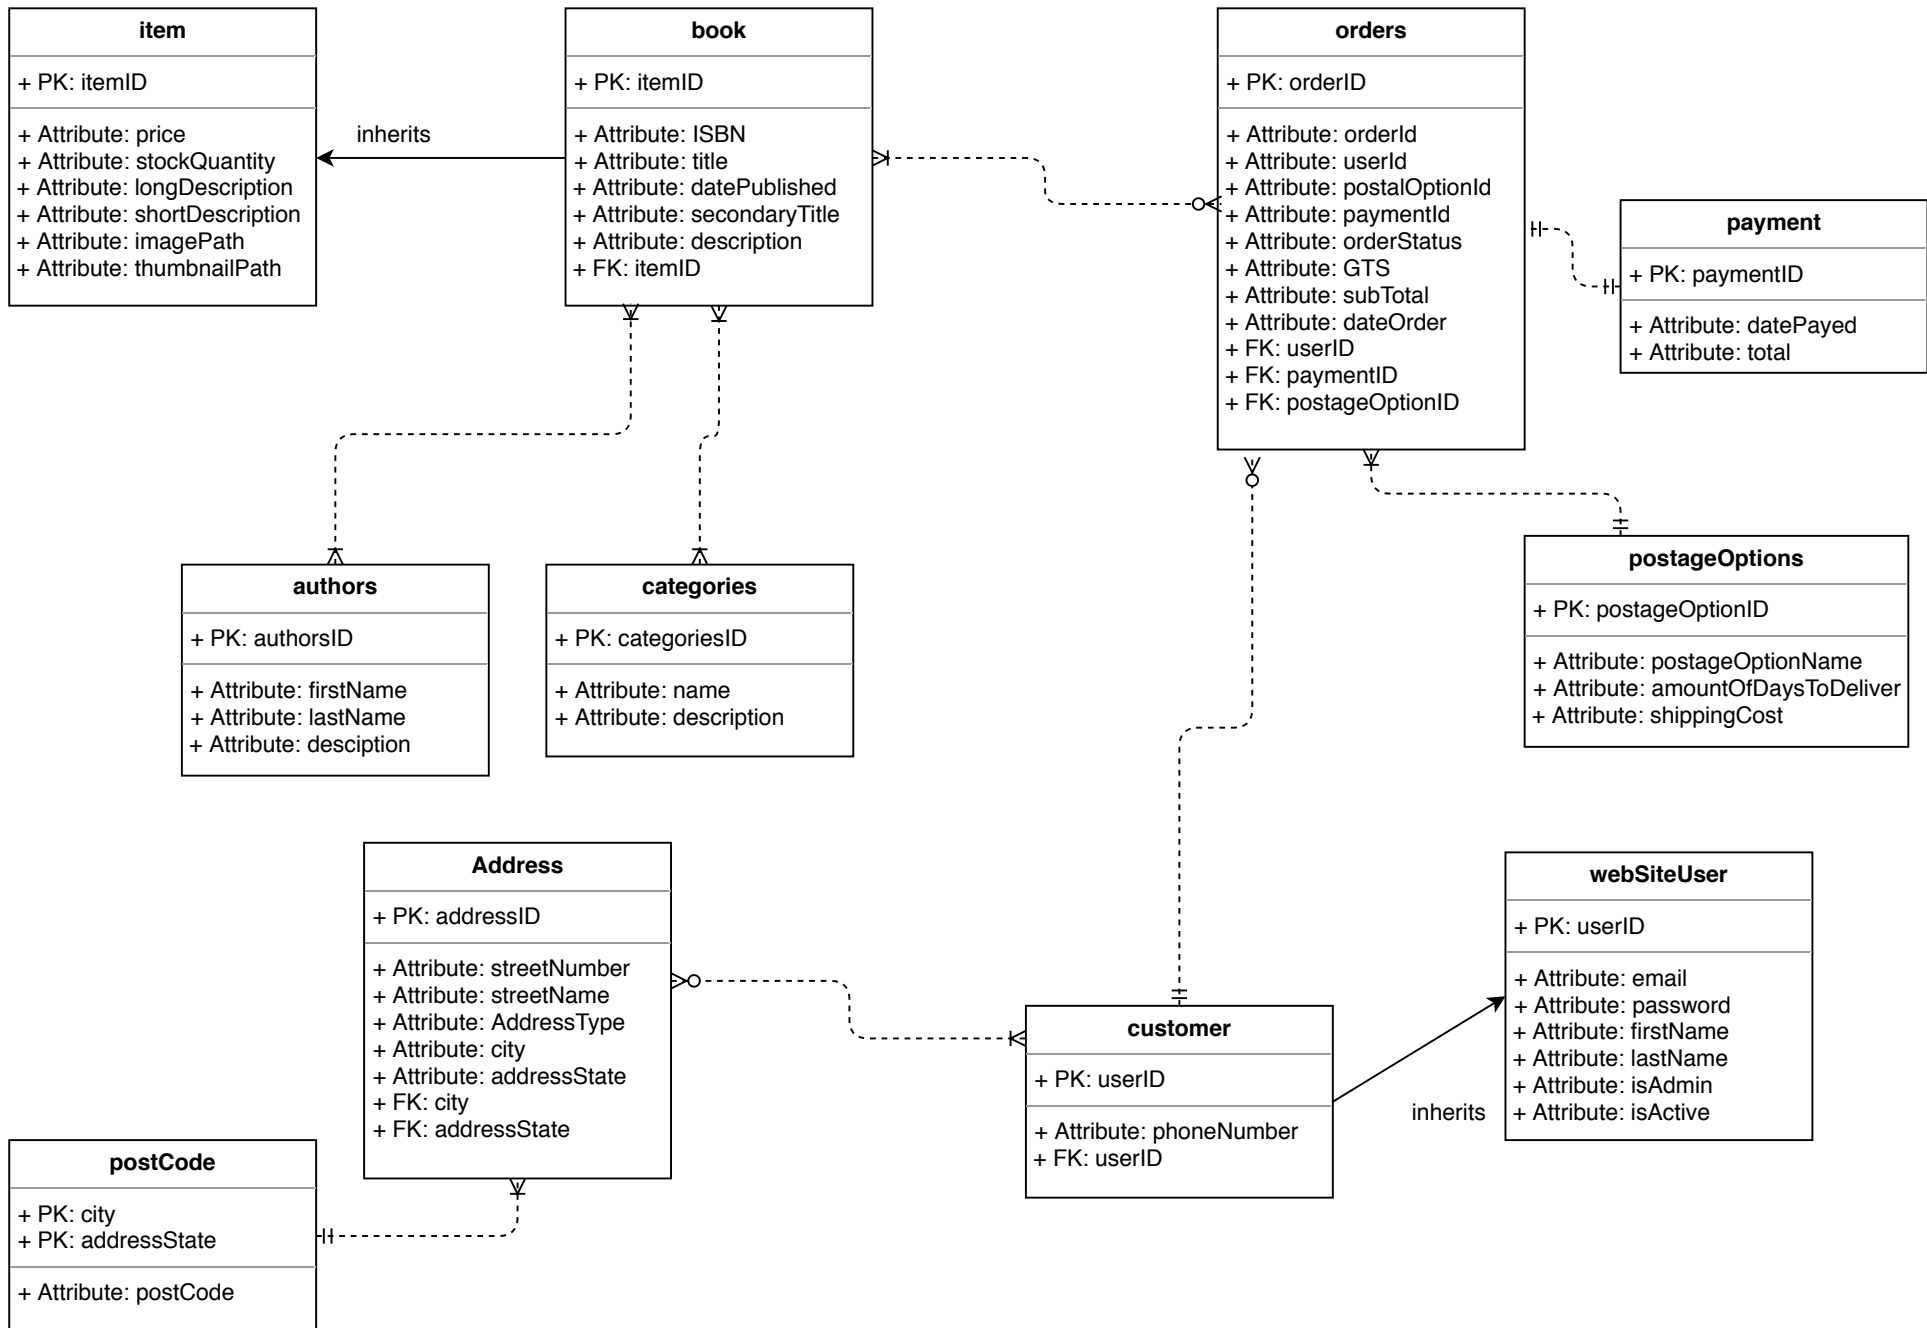 item
+ PK: itemID
+ Attribute: price
+ Attribute: stockQuantity
+ Attribute: longDescription
+ Attribute: shortDescription
+ Attribute: imagePath
+ Attribute: thumbnailPath
inherits
book
+ PK: itemID
+ Attribute: ISBN
+ Attribute: title
+ Attribute: datePublished
+ Attribute: secondaryTitle
+ Attribute: description
+ FK: itemID
orders
+ PK: orderID
+ Attribute: orderId
+ Attribute: userId
+ Attribute: postalOptionId
+ Attribute: paymentId
+ Attribute: orderStatus
+ Attribute: GTS
+ Attribute: subTotal
+ Attribute: dateOrder
+ FK: userID
+ FK: paymentID
+ FK: postageOptionID
payment
+ PK: paymentID
+ Attribute: datePayed
+ Attribute: total
authors
+ PK: authorsID
+ Attribute: firstName
+ Attribute: lastName
+ Attribute: desciption
categories
+ PK: categoriesID
+ Attribute: name
+ Attribute: description
postageOptions
+ PK: postageOptionID
+ Attribute: postageOptionName
+ Attribute: amountOfDaysToDeliver
+ Attribute: shippingCost
Address
+ PK: addressID
+ Attribute: streetNumber
+ Attribute: streetName
+ Attribute: AddressType
+ Attribute: city
+ Attribute: addressState
+ FK: city
+ FK: addressState
customer
+ PK: userID
+ Attribute: phoneNumber
+ FK: userID
inherits
webSiteUser
+ PK: userID
+ Attribute: email
+ Attribute: password
+ Attribute: firstName
+ Attribute: lastName
+ Attribute: isAdmin
+ Attribute: isActive
postCode
+ PK: city
+ PK: addressState
+ Attribute: postCode